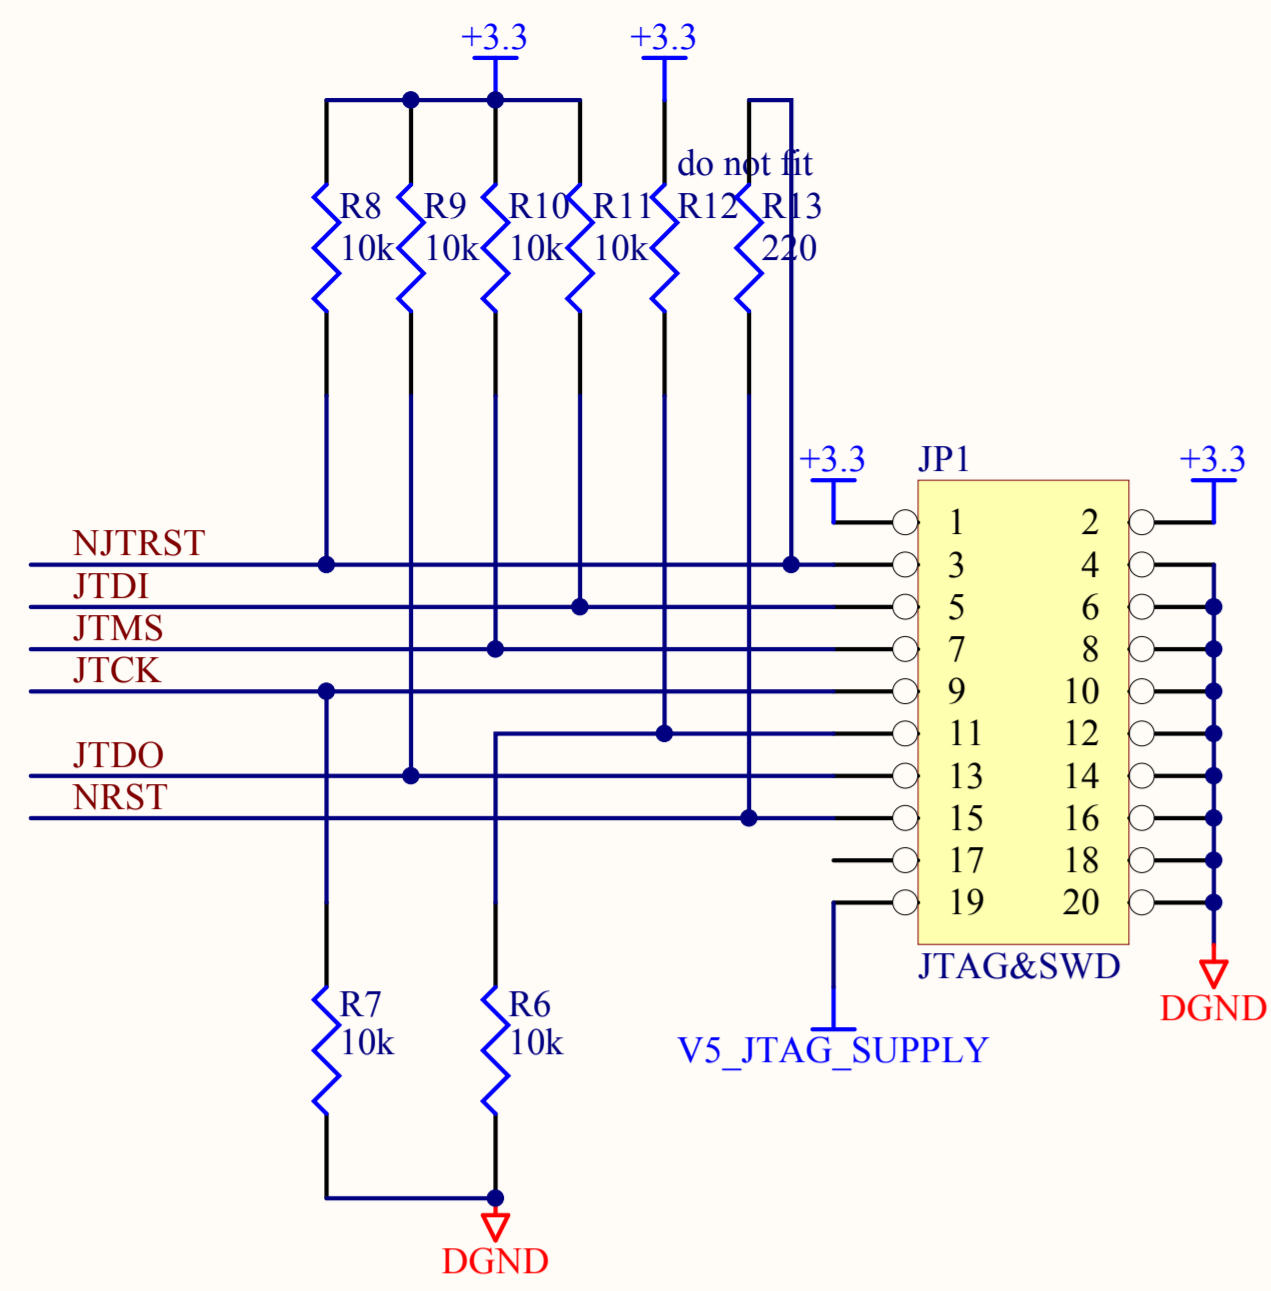 +3.3 +3.3
do not fit
R8 R9 R10 R11 R12 R13
10k 10k 10k 10k 220
+3.3 JP1 +3.3
1 2
NJTRST 3 4
JTDI 5 6
JTMS 7 8
JTCK 9 10
11 12
JTDO 13 14
NRST 15 16
17 18
19 20
JTAG&SWD
R7 R6 DGND
10k 10k V5_JTAG_SUPPLY
DGND